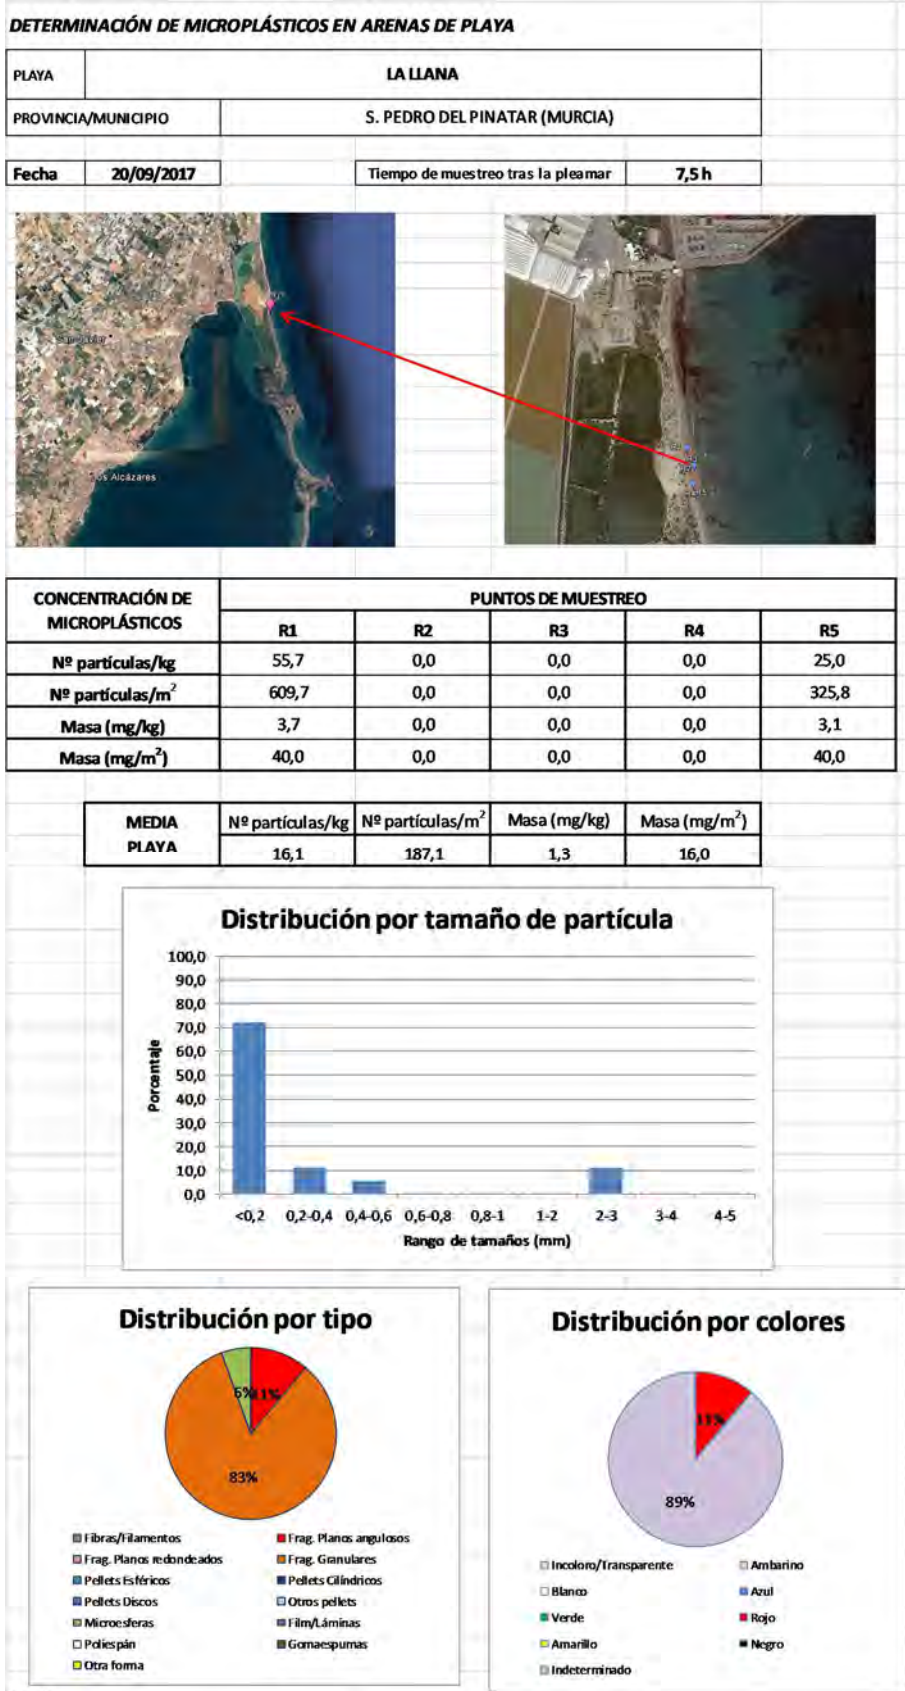 DETERMINACIÓN DE MICROPLÁSTICOS EN ARENAS DE PLAYA
PLAYA LA LLANA
PROVINCIA/MUNICIPIO S. PEDRO DEL PINATAR (MURCIA)
Fecha 20/09/2017 Tiempo de muestreo tras la pleamar 7,5 h
Los Alcázares
CONCENTRACIÓN DE MICROPLÁSTICOS PUNTOS DE MUESTREO
R1 R2 R3 R4 R5
Nº partículas/kg 55,7 0,0 0,0 0,0 25,0
Nº partículas/m² 609,7 0,0 0,0 0,0 325,8
Masa (mg/kg) 3,7 0,0 0,0 0,0 3,1
Masa (mg/m²) 40,0 0,0 0,0 0,0 40,0
MEDIA PLAYA Nº partículas/kg Nº partículas/m² Masa (mg/kg) Masa (mg/m²)
16,1 187,1 1,3 16,0
Distribución por tamaño de partícula
100,0
90,0
80,0
70,0
60,0
50,0
40,0
30,0
20,0
10,0
0,0
Porcentaje
<0,2 0,2-0,4 0,4-0,6 0,6-0,8 0,8-1 1-2 2-3 3-4 4-5
Rango de tamaños (mm)
Distribución por tipo
6% 11%
83%
Fibras/Filamentos Frag. Planos angulosos
Frag. Planos redondeados Frag. Granulares
Pellets Esféricos Pellets Cilíndricos
Pellets Discos Otros pellets
Microesferas Film/Láminas
Poliespán Gomaespumas
Otra forma
Distribución por colores
11%
89%
Incoloro/Transparente Ambarino
Blanco Azul
Verde Rojo
Amarillo Negro
Indeterminado